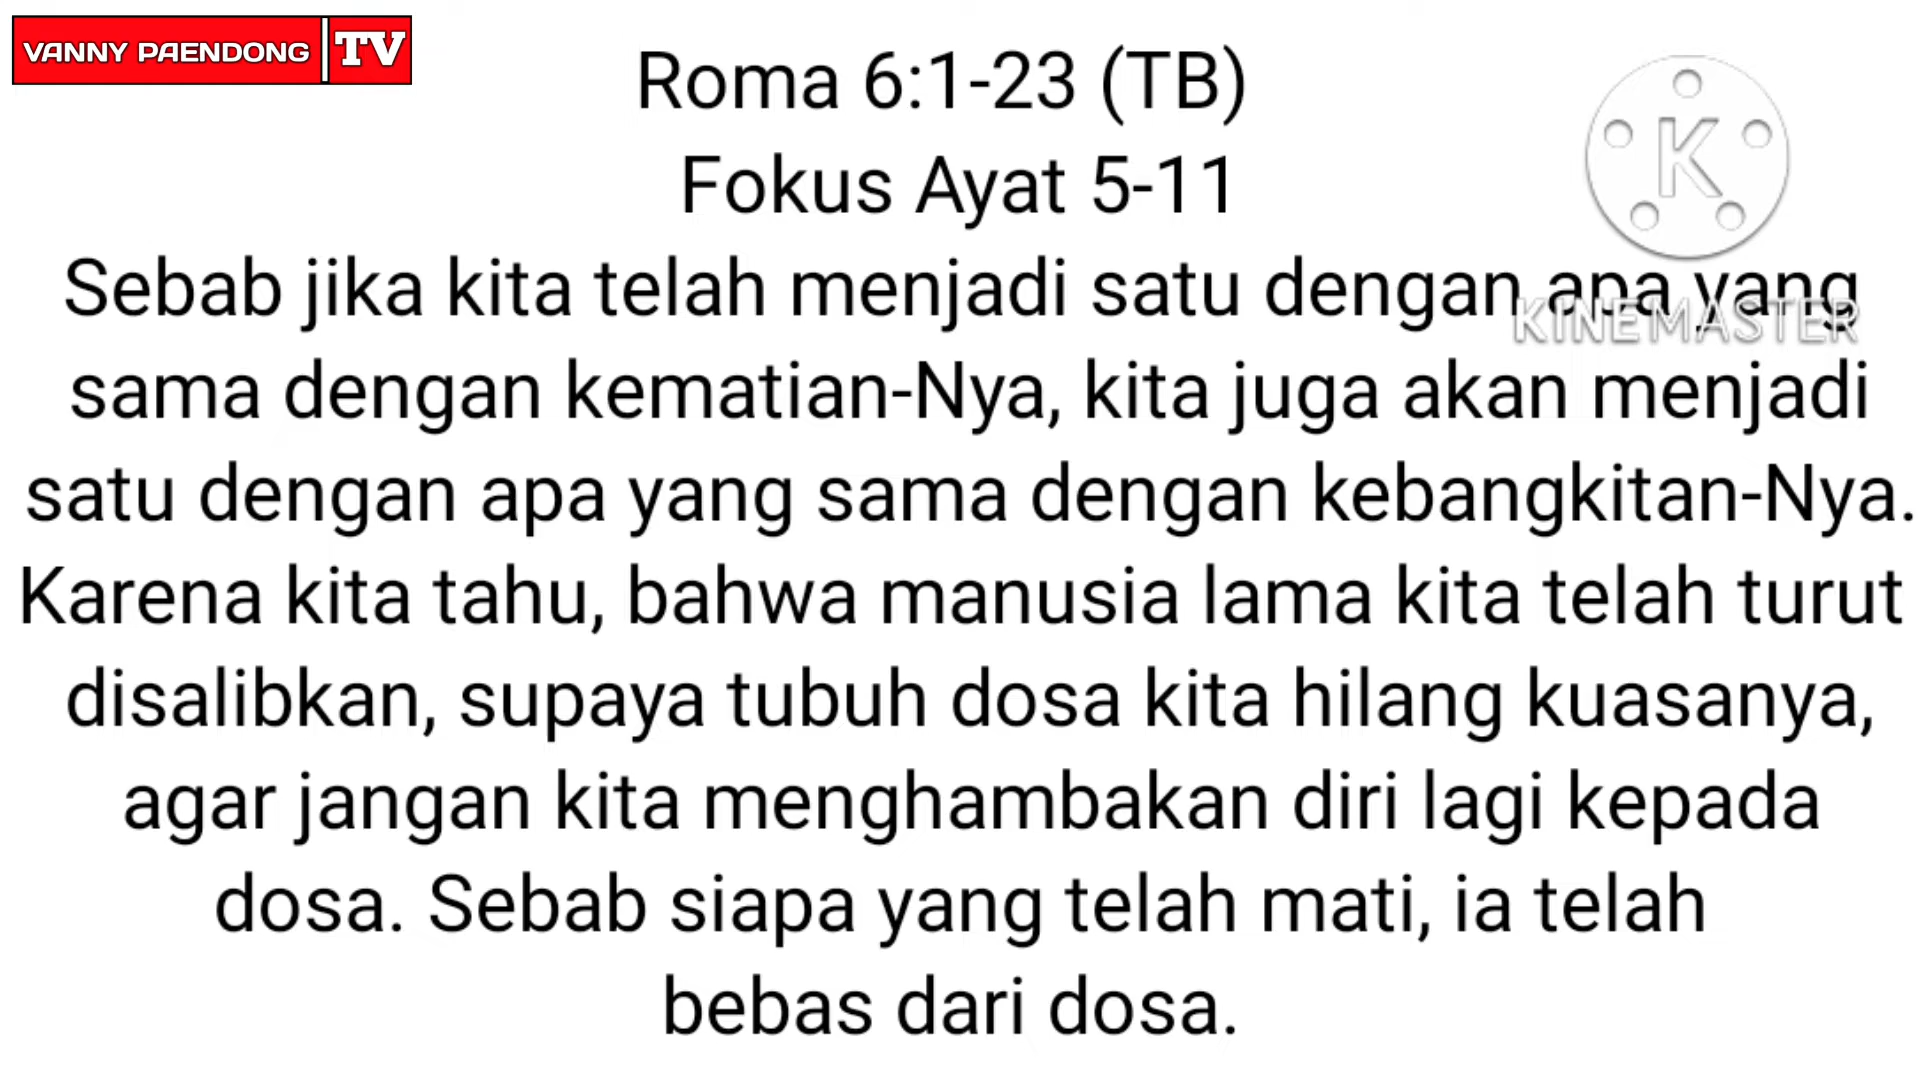 VANNY PAENDONG TV
Roma 6:1-23 (TB)
Fokus Ayat 5-11
K
Sebab jika kita telah menjadi satu dengan apa yang
KINEMASTER
sama dengan kematian-Nya, kita juga akan menjadi
satu dengan apa yang sama dengan kebangkitan-Nya.
Karena kita tahu, bahwa manusia lama kita telah turut
disalibkan, supaya tubuh dosa kita hilang kuasanya,
agar jangan kita menghambakan diri lagi kepada
dosa. Sebab siapa yang telah mati, ia telah
bebas dari dosa.